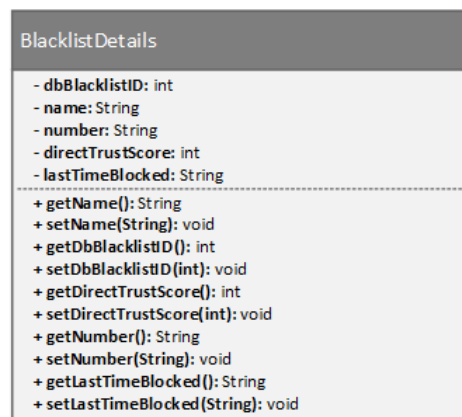 BlacklistDetails
- dbBlacklistID: int
- name: String
- number: String
- directTrustScore: int
- lastTimeBlocked: String
+ getName(): String
+ setName(String): void
+ getDbBlacklistID(): int
+ setDbBlacklistID(int): void
+ getDirectTrustScore(): int
+ setDirectTrustScore(int): void
+ getNumber(): String
+ setNumber(String): void
+ getLastTimeBlocked(): String
+ setLastTimeBlocked(String): void